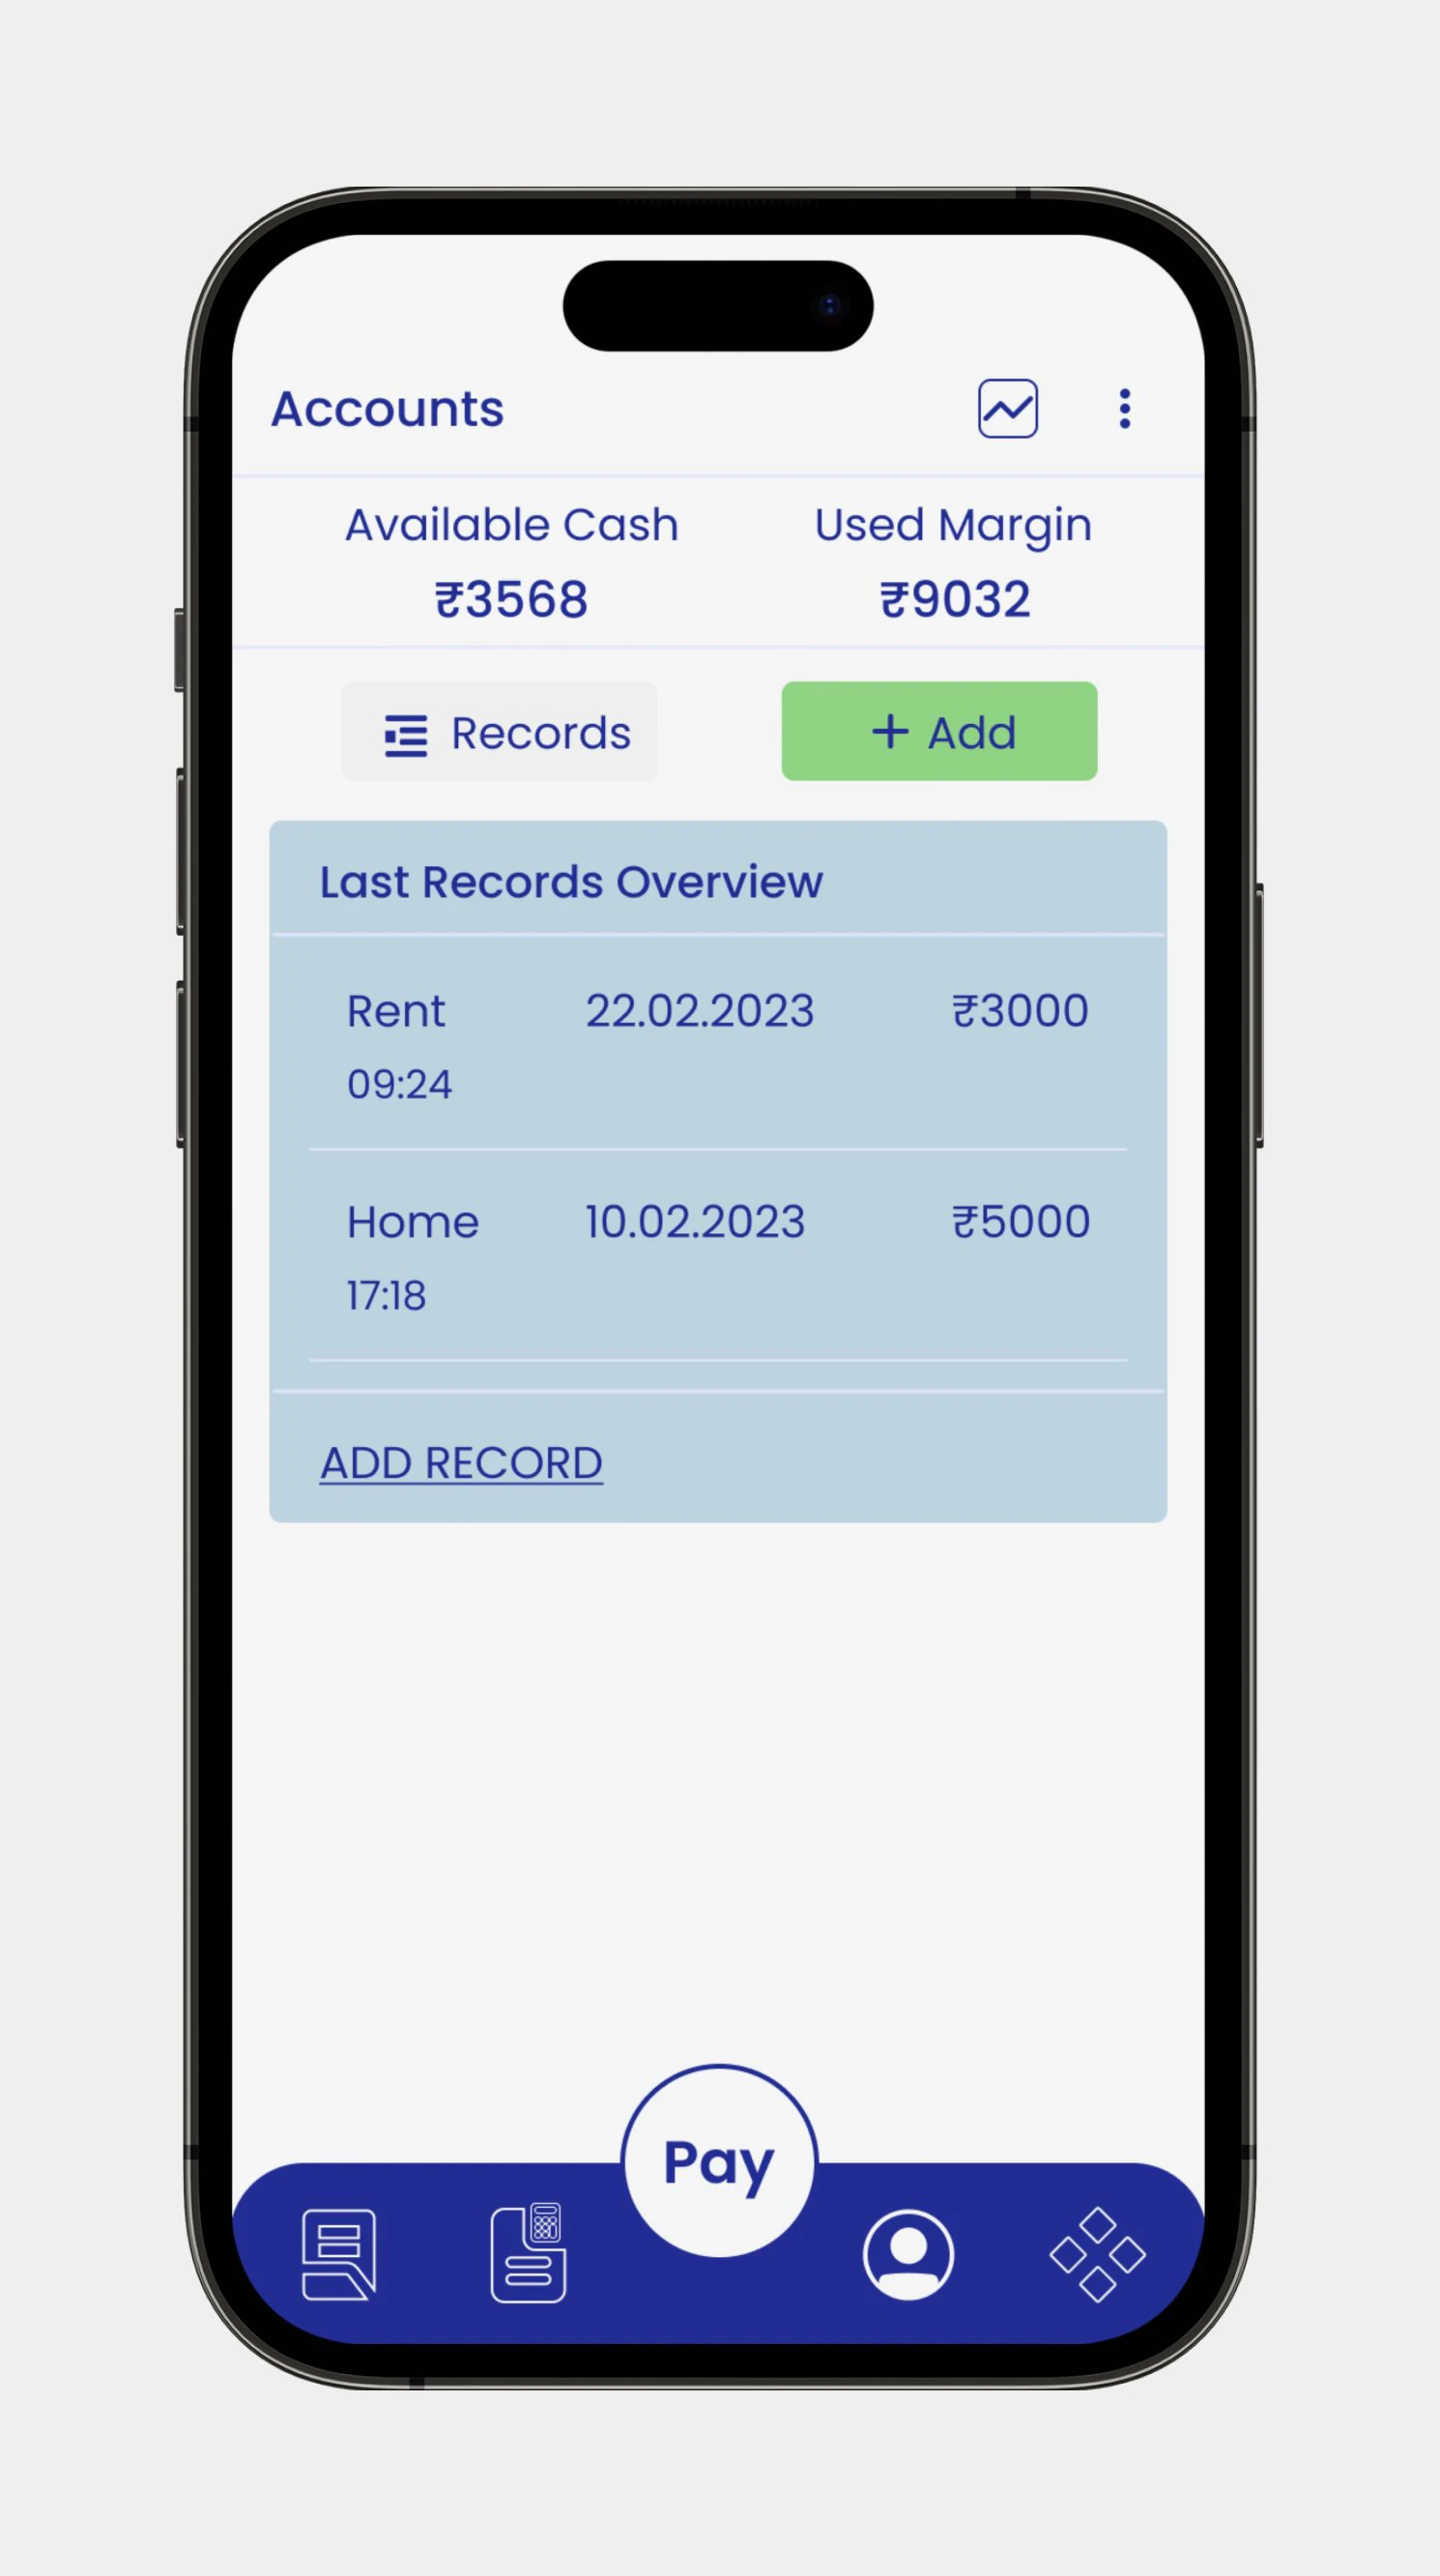 Accounts
Available Cash Used Margin
₹3568 ₹9032
Records + Add
Last Records Overview
Rent 22.02.2023 ₹3000
09:24
Home 10.02.2023 ₹5000
17:18
ADD RECORD
Pay